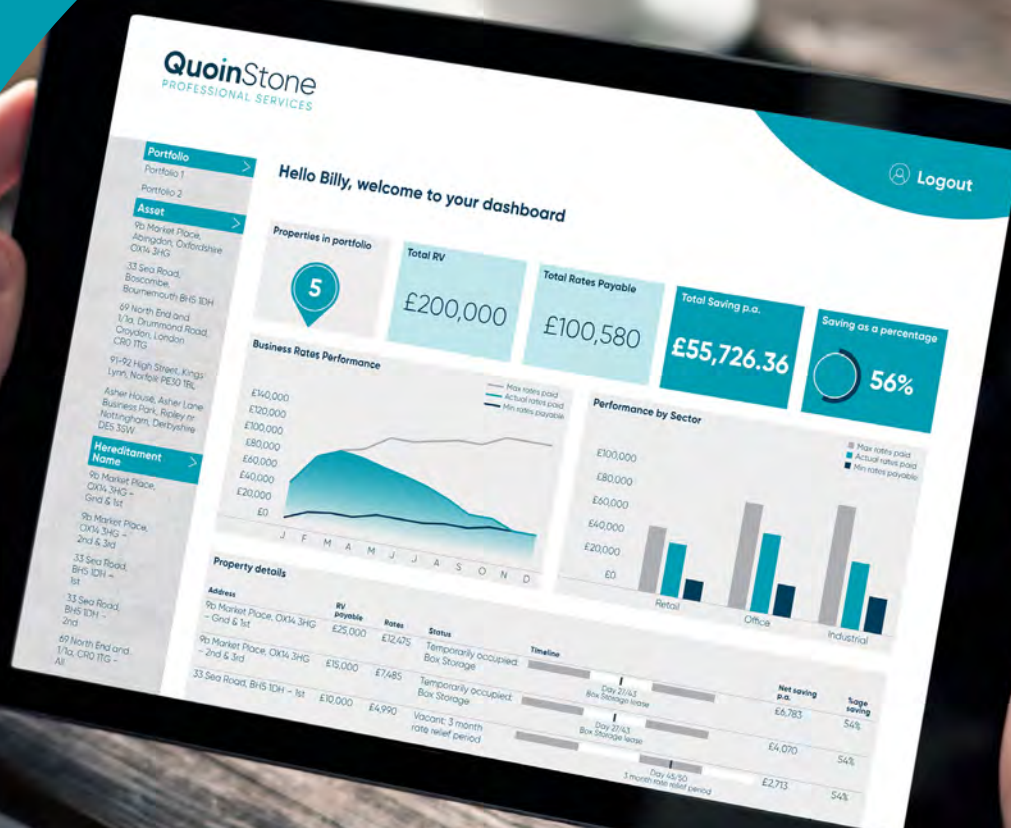 QuoinStone
PROFESSIONAL SERVICES
Logout
Portfolio
Portfolio 1
Portfolio 2
Asset
9b Market Place,
Abingdon, Oxfordshire
OX14 3HG
33 Sea Road,
Boscombe,
Bournemouth BH5 1DH
69 North End and
1/1a, Drummond Road,
Croydon, London
CR0 1TG
91-92 High Street, Kings
Lynn, Norfolk PE30 1BL
Asher House, Asher Lane
Business Park, Ripley nr
Nottingham, Derbyshire
DE5 3SW
Hereditament
Name
9b Market Place,
OX14 3HG –
Gnd & 1st
9b Market Place,
OX14 3HG –
2nd & 3rd
33 Sea Road,
BH5 1DH –
1st
33 Sea Road,
BH5 1DH –
2nd
69 North End and
1/1a, CR0 1TG –
All
Hello Billy, welcome to your dashboard
Properties in portfolio
5
Total RV
£200,000
Total Rates Payable
£100,580
Total Saving p.a.
£55,726.36
Saving as a percentage
56%
Business Rates Performance
Max rates paid
Actual rates paid
Min rates payable
£140,000
£120,000
£100,000
£80,000
£60,000
£40,000
£20,000
£0
J F M A M J J A S O N D
Performance by Sector
Max rates paid
Actual rates paid
Min rates payable
£100,000
£80,000
£60,000
£40,000
£20,000
£0
Retail Office Industrial
Property details
Address RV payable Rates Status Timeline Net saving p.a. %age saving
9b Market Place, OX14 3HG
– Gnd & 1st
£25,000 £12,475
Temporarily occupied:
Box Storage
Day 27/43
Box Storage lease
£6,783 54%
9b Market Place, OX14 3HG
– 2nd & 3rd
£15,000 £7,485
Temporarily occupied:
Box Storage
Day 27/43
Box Storage lease
£4,070 54%
33 Sea Road, BH5 1DH – 1st
£10,000 £4,990
Vacant: 3 month
rate relief period
Day 45/90
3 month rate relief period
£2,713 54%